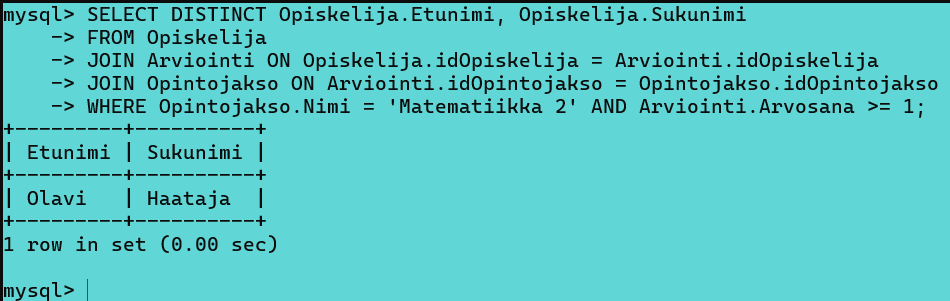 mysql> SELECT DISTINCT Opiskelija.Etunimi, Opiskelija.Sukunimi
    -> FROM Opiskelija
    -> JOIN Arviointi ON Opiskelija.idOpiskelija = Arviointi.idOpiskelija
    -> JOIN Opintojakso ON Arviointi.idOpintojakso = Opintojakso.idOpintojakso
    -> WHERE Opintojakso.Nimi = 'Matematiikka 2' AND Arviointi.Arvosana >= 1;
+---------+----------+
| Etunimi | Sukunimi |
+---------+----------+
| Olavi   | Haataja  |
+---------+----------+
1 row in set (0.00 sec)

mysql>